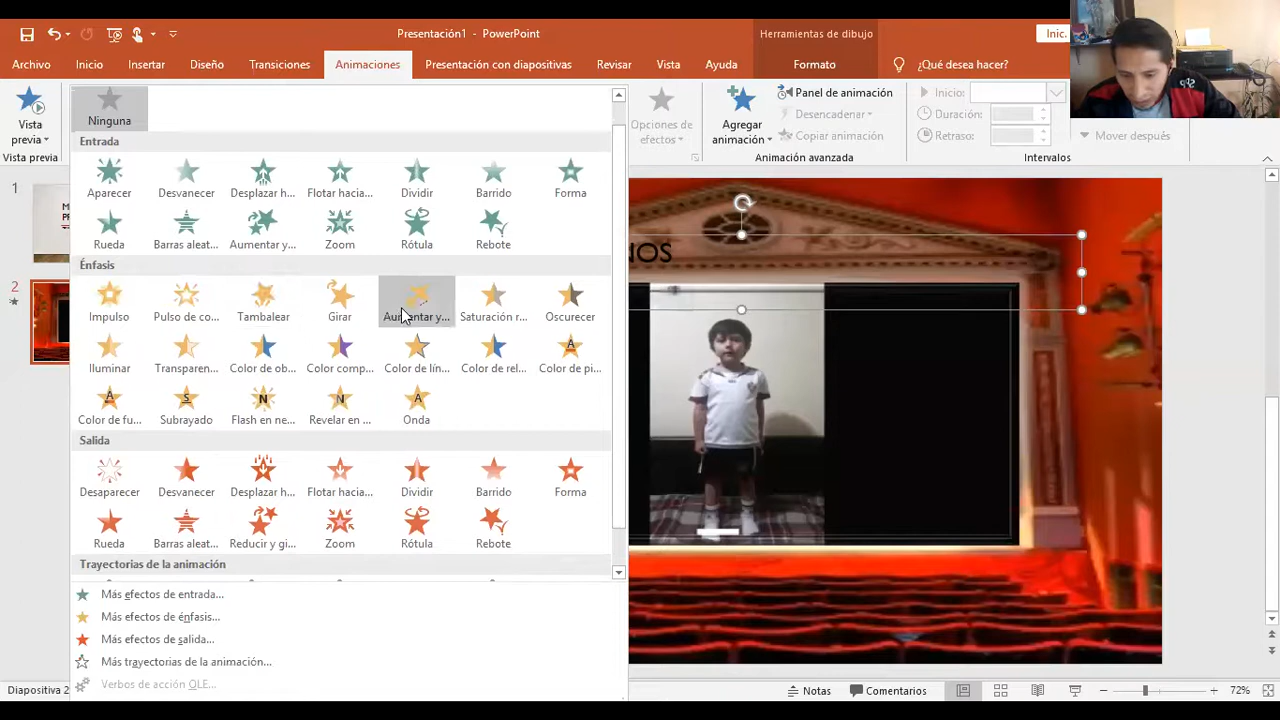 Presentación1 - PowerPoint
Herramientas de dibujo
Inic.
Archivo Inicio Insertar Diseño Transiciones Animaciones Presentación con diapositivas Revisar Vista Ayuda Formato ¿Qué desea hacer?
Vista previa
Vista previa
Ninguna
Opciones de efectos
Agregar animación
Panel de animación
Desencadenar
Copiar animación
Animación avanzada
Inicio:
Duración:
Retraso:
Mover después
Intervalos
Entrada
Aparecer Desvanecer Desplazar h... Flotar hacia... Dividir Barrido Forma
Rueda Barras aleat... Aumentar y... Zoom Rótula Rebote
Énfasis
Impulso Pulso de co... Tambalear Girar Aumentar y... Saturación r... Oscurecer
Iluminar Transparen... Color de ob... Color comp... Color de lín... Color de rel... Color de pi...
Color de fu... Subrayado Flash en ne... Revelar en ... Onda
Salida
Desaparecer Desvanecer Desplazar h... Flotar hacia... Dividir Barrido Forma
Rueda Barras aleat... Reducir y gi... Zoom Rótula Rebote
Trayectorias de la animación
Más efectos de entrada...
Más efectos de énfasis...
Más efectos de salida...
Más trayectorias de la animación...
Verbos de acción OLE...
1
2
NOS
Diapositiva 2
Notas Comentarios 72%